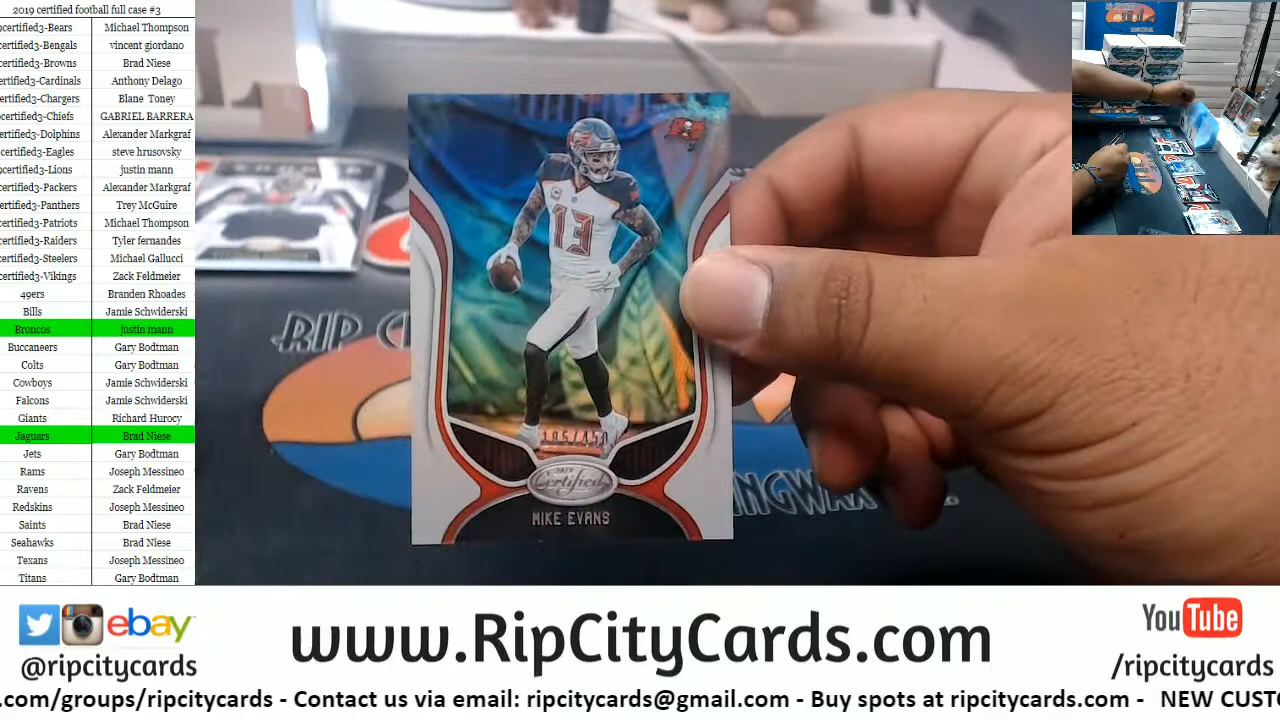 2019 certified football full case #3
certified3-Bears Michael Thompson
certified3-Bengals vincent giordano
certified3-Browns Brad Niese
certified3-Cardinals Anthony Delago
certified3-Chargers Blane Toney
certified3-Chiefs GABRIEL BARRERA
certified3-Dolphins Alexander Markgraf
certified3-Eagles steve hrusovsky
certified3-Lions justin mann
certified3-Packers Alexander Markgraf
certified3-Panthers Trey McGuire
certified3-Patriots Michael Thompson
certified3-Raiders Tyler fernandes
certified3-Steelers Michael Gallucci
certified3-Vikings Zack Feldmeier
49ers Branden Rhoades
Bills Jamie Schwiderski
Broncos justin mann
Buccaneers Gary Bodtman
Colts Gary Bodtman
Cowboys Jamie Schwiderski
Falcons Jamie Schwiderski
Giants Richard Hurocy
Jaguars Brad Niese
Jets Gary Bodtman
Rams Joseph Messineo
Ravens Zack Feldmeier
Redskins Joseph Messineo
Saints Brad Niese
Seahawks Brad Niese
Texans Joseph Messineo
Titans Gary Bodtman
13
185/450
2019
Certified
MIKE EVANS
RIP C
INGWAX
ebay
@ripcitycards
www.RipCityCards.com
YouTube
/ripcitycards
.com/groups/ripcitycards - Contact us via email: ripcitycards@gmail.com - Buy spots at ripcitycards.com - NEW CUSTO